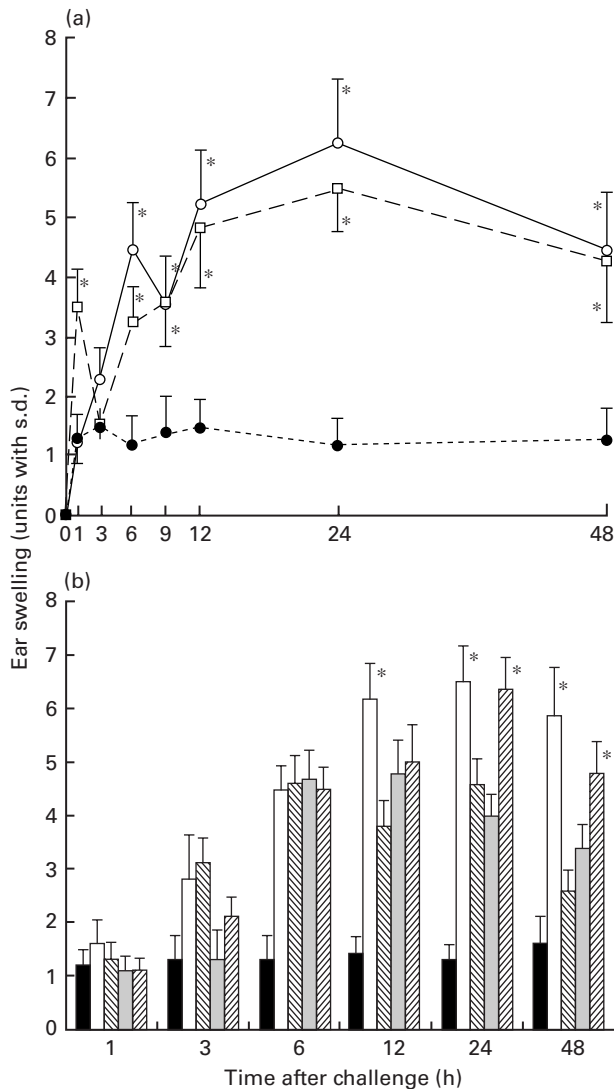 (a)
8
7
6
5
4
3
2
1
0
0 1 3 6 9 12 24 48
Ear swelling (units with s.d.)
(b)
8
7
6
5
4
3
2
1
0
1 3 6 12 24 48
Time after challenge (h)
* * * * * * * * * * *
* * * * *